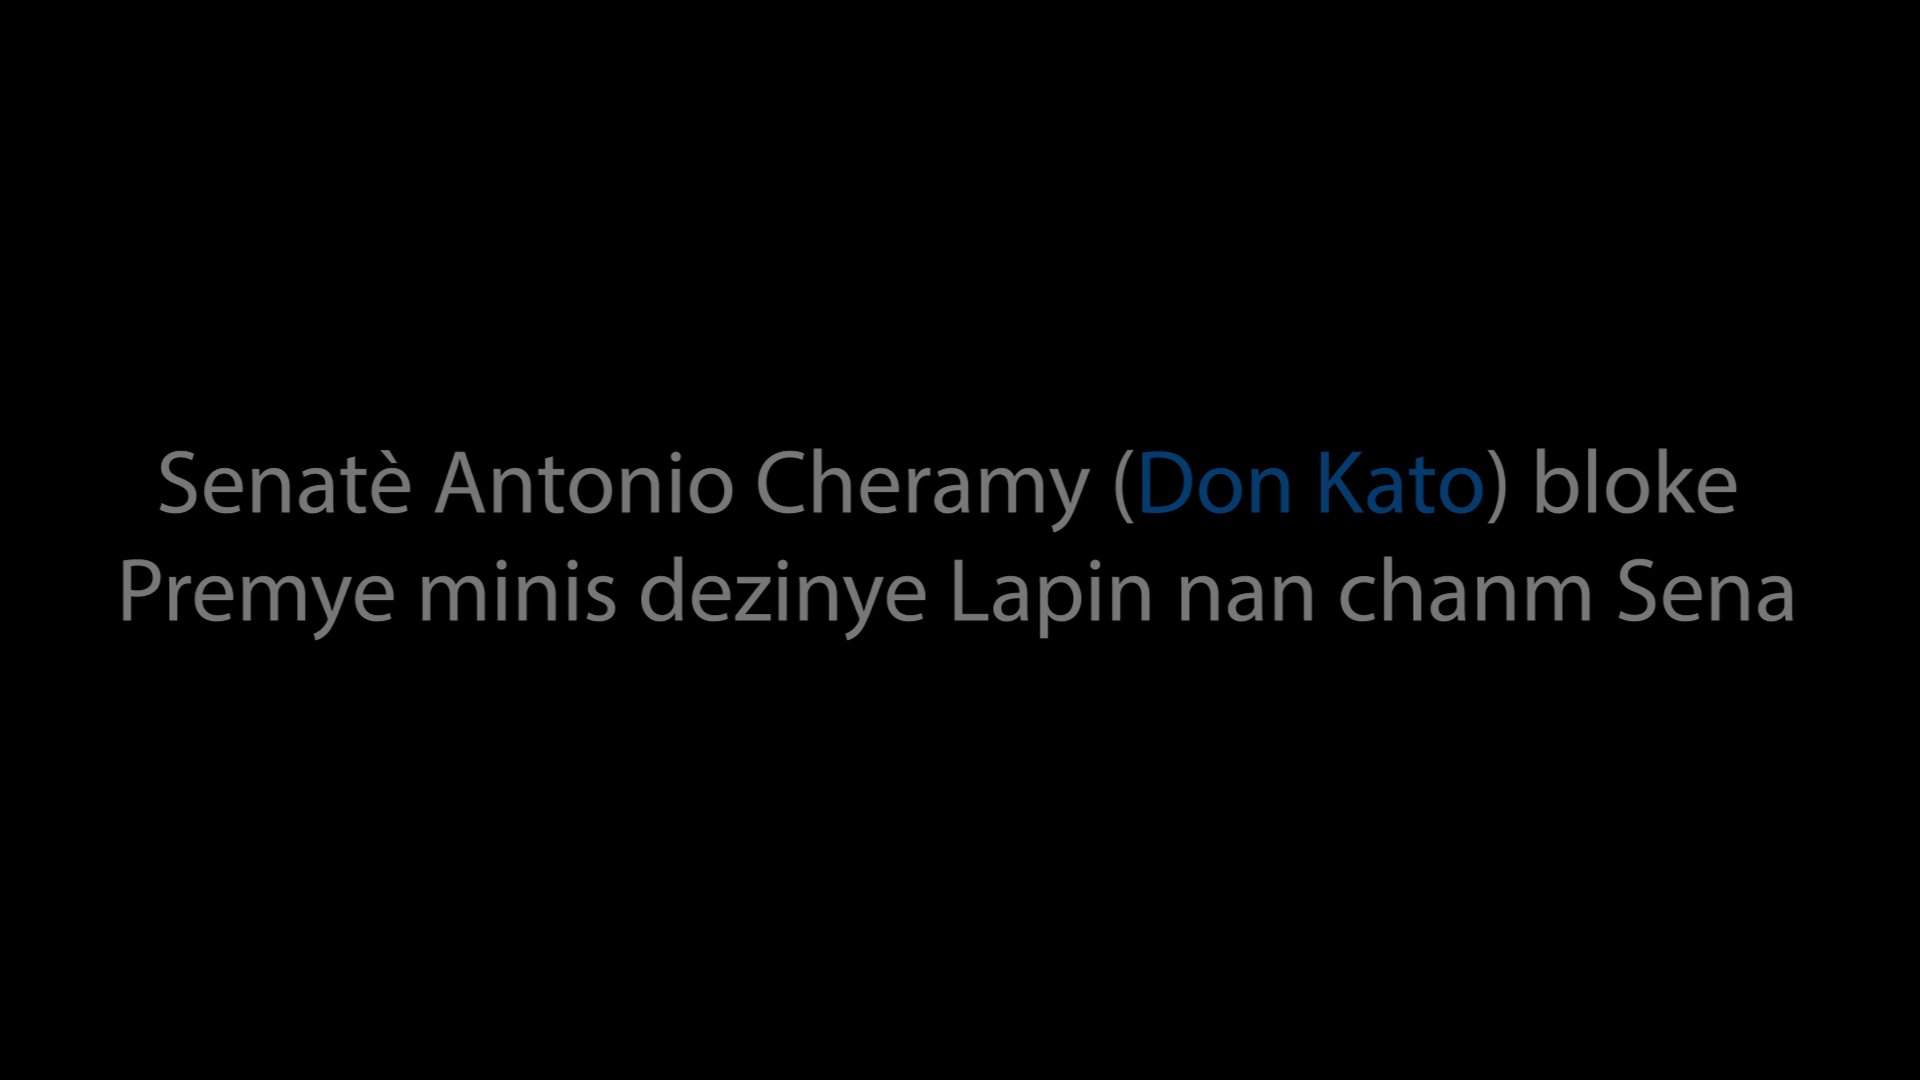 Senatè Antonio Cheramy (Don Kato) bloke
Premye minis dezinye Lapin nan chanm Sena